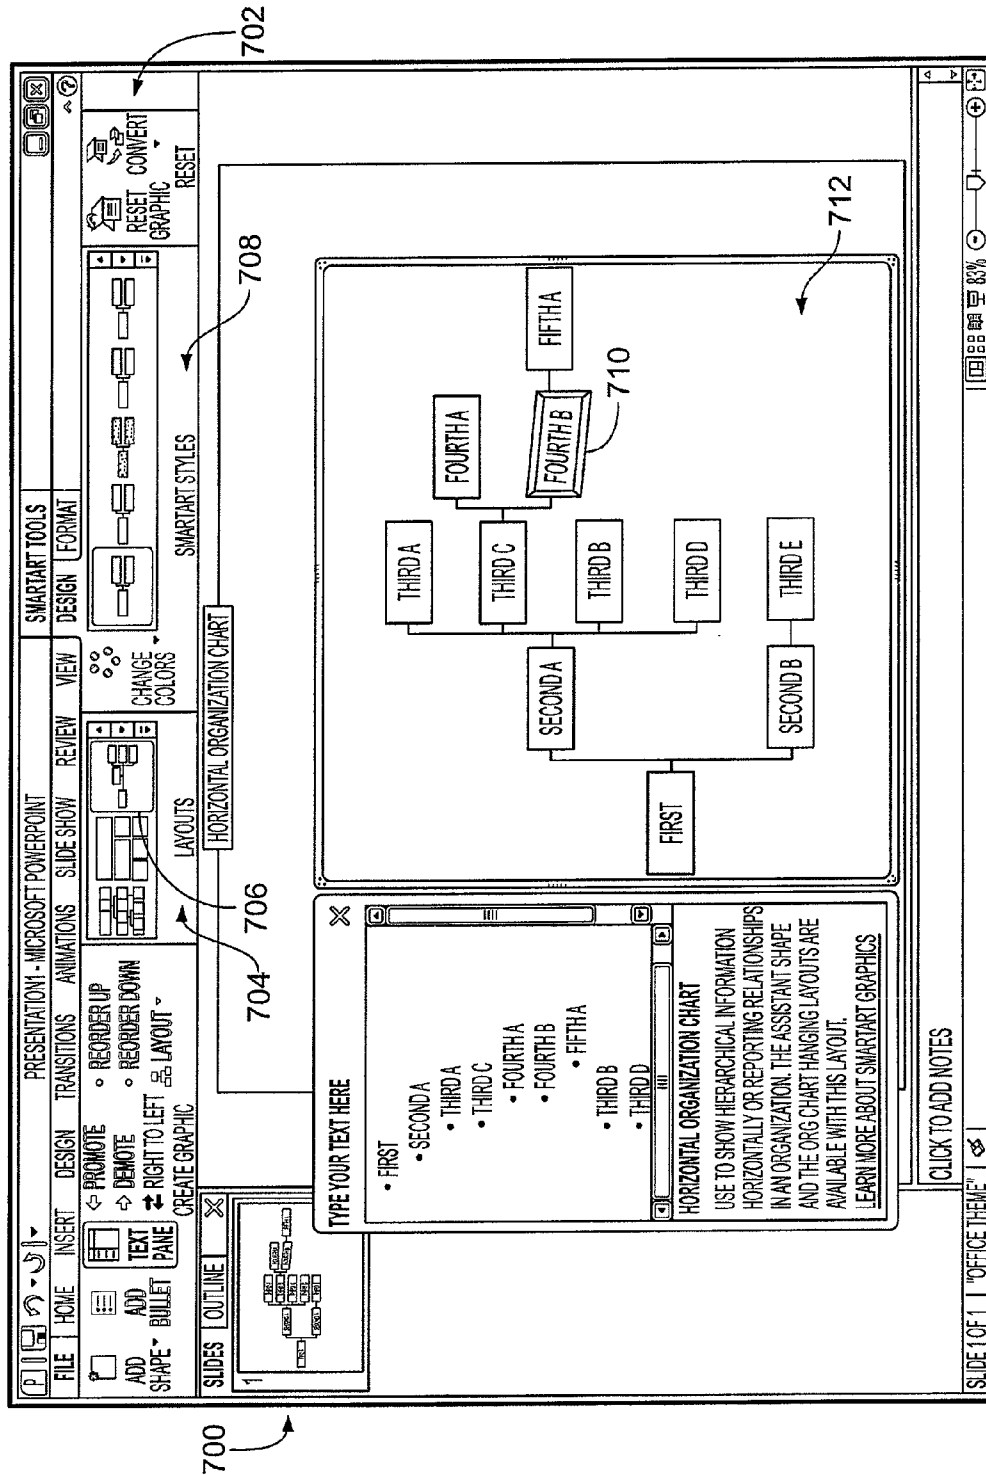 PRESENTATION1 - MICROSOFT POWERPOINT
SMARTART TOOLS
FILE
HOME
INSERT
DESIGN
TRANSITIONS
ANIMATIONS
SLIDE SHOW
REVIEW
VIEW
DESIGN
FORMAT
ADD
SHAPE
ADD
BULLET
TEXT
PANE
PROMOTE
DEMOTE
RIGHT TO LEFT
REORDER UP
REORDER DOWN
LAYOUT
CREATE GRAPHIC
LAYOUTS
CHANGE
COLORS
SMARTART STYLES
RESET
GRAPHIC
CONVERT
RESET
702
704
706
708
SLIDES
OUTLINE
1
HORIZONTAL ORGANIZATION CHART
TYPE YOUR TEXT HERE
• FIRST
• SECOND A
• THIRD A
• THIRD C
• FOURTH A
• FOURTH B
• FIFTH A
• THIRD B
• THIRD D
HORIZONTAL ORGANIZATION CHART
USE TO SHOW HIERARCHICAL INFORMATION
HORIZONTALLY OR REPORTING RELATIONSHIPS
IN AN ORGANIZATION. THE ASSISTANT SHAPE
AND THE ORG CHART HANGING LAYOUTS ARE
AVAILABLE WITH THIS LAYOUT.
LEARN MORE ABOUT SMARTART GRAPHICS
FIRST
SECOND A
SECOND B
THIRD A
THIRD C
THIRD B
THIRD D
THIRD E
FOURTH A
FOURTH B
FIFTH A
710
712
700
CLICK TO ADD NOTES
SLIDE 1 OF 1 | "OFFICE THEME" |
83%